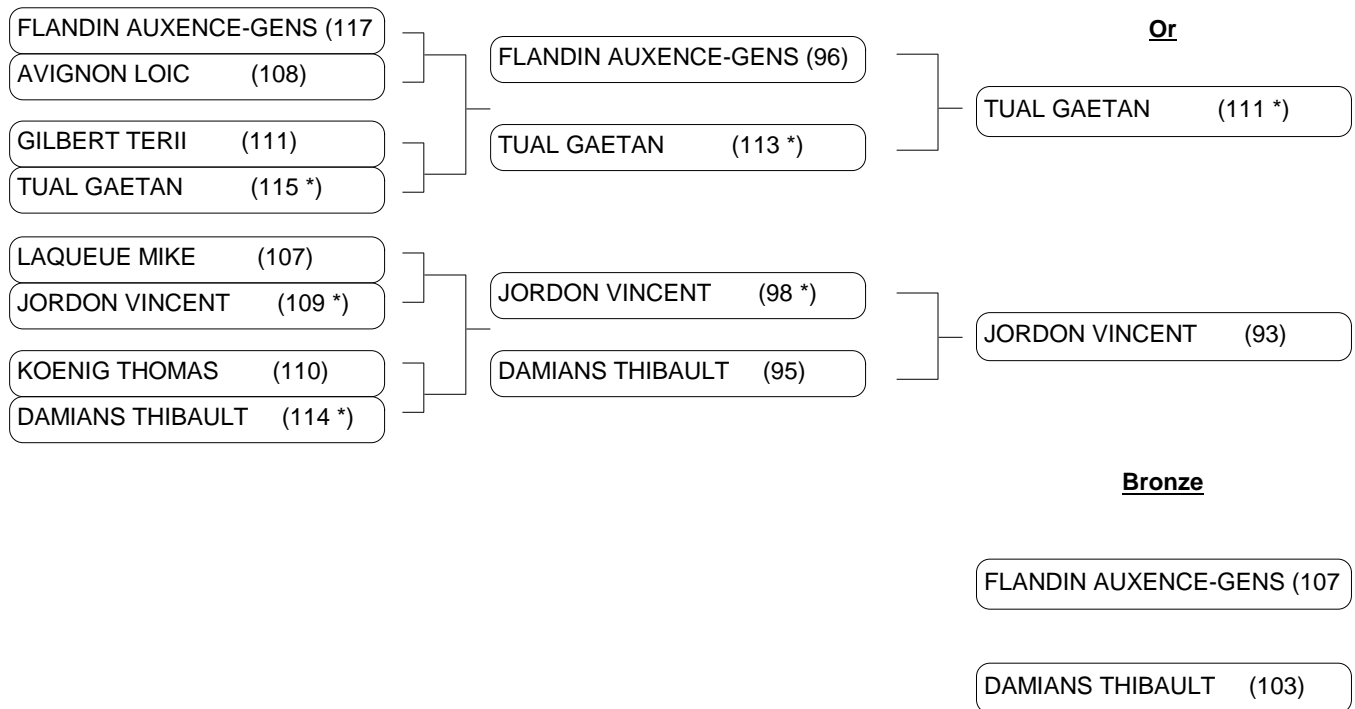 FLANDIN AUXENCE-GENS (117
AVIGNON LOIC (108)
GILBERT TERII (111)
TUAL GAETAN (115 *)
LAQUEUE MIKE (107)
JORDON VINCENT (109 *)
KOENIG THOMAS (110)
DAMIANS THIBAULT (114 *)
FLANDIN AUXENCE-GENS (96)
TUAL GAETAN (113 *)
JORDON VINCENT (98 *)
DAMIANS THIBAULT (95)
Or
TUAL GAETAN (111 *)
JORDON VINCENT (93)
Bronze
FLANDIN AUXENCE-GENS (107
DAMIANS THIBAULT (103)